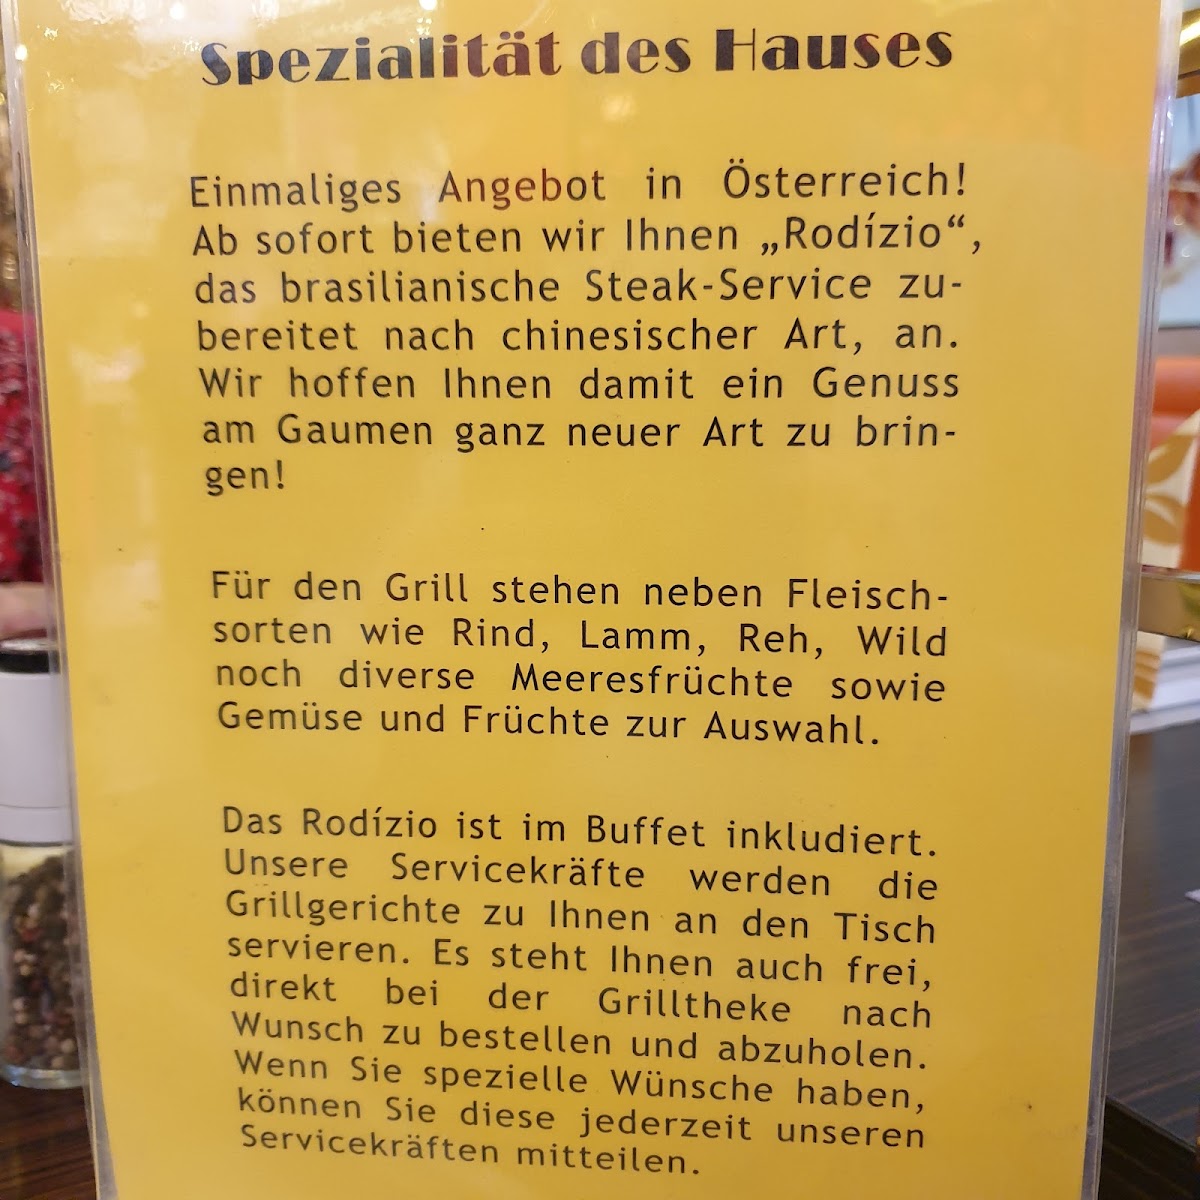 Spezialität des Hauses
Einmaliges Angebot in Österreich!
Ab sofort bieten wir Ihnen „Rodízio“,
das brasilianische Steak-Service zu-
bereitet nach chinesischer Art, an.
Wir hoffen Ihnen damit ein Genuss
am Gaumen ganz neuer Art zu brin-
gen!
Für den Grill stehen neben Fleisch-
sorten wie Rind, Lamm, Reh, Wild
noch diverse Meeresfrüchte sowie
Gemüse und Früchte zur Auswahl.
Das Rodízio ist im Buffet inkludiert.
Unsere Servicekräfte werden die
Grillgerichte zu Ihnen an den Tisch
servieren. Es steht Ihnen auch frei,
direkt bei der Grilltheke nach
Wunsch zu bestellen und abzuholen.
Wenn Sie spezielle Wünsche haben,
können Sie diese jederzeit unseren
Servicekräften mitteilen.